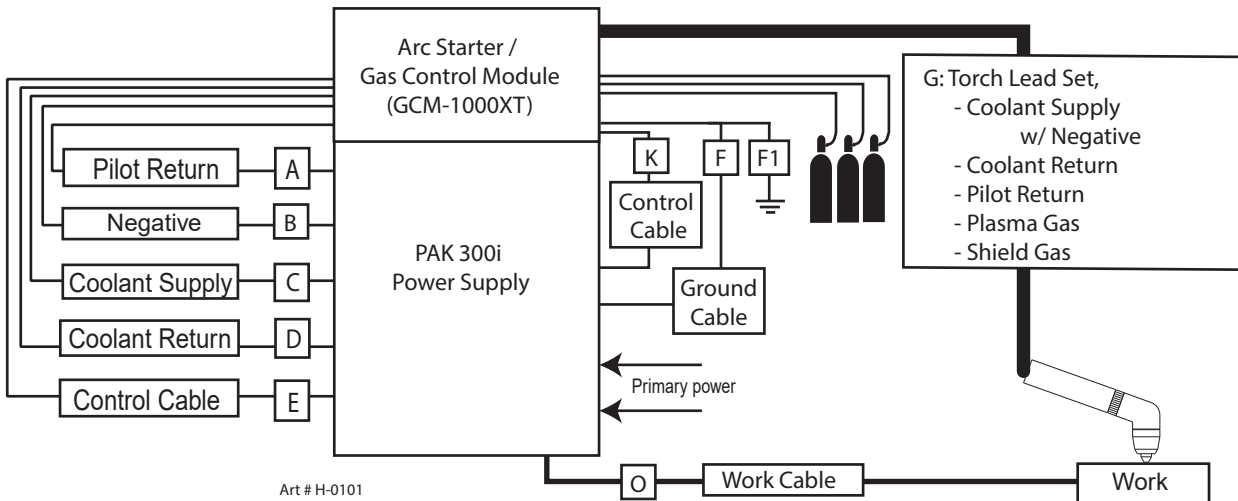 Arc Starter /
Gas Control Module
(GCM-1000XT)
G: Torch Lead Set,
- Coolant Supply
w/ Negative
- Coolant Return
- Pilot Return
- Plasma Gas
- Shield Gas
Pilot Return
A
Negative
B
Coolant Supply
C
Coolant Return
D
Control Cable
E
PAK 300i
Power Supply
K
F
F1
Control
Cable
Ground
Cable
Primary power
O
Work Cable
Work
Art # H-0101